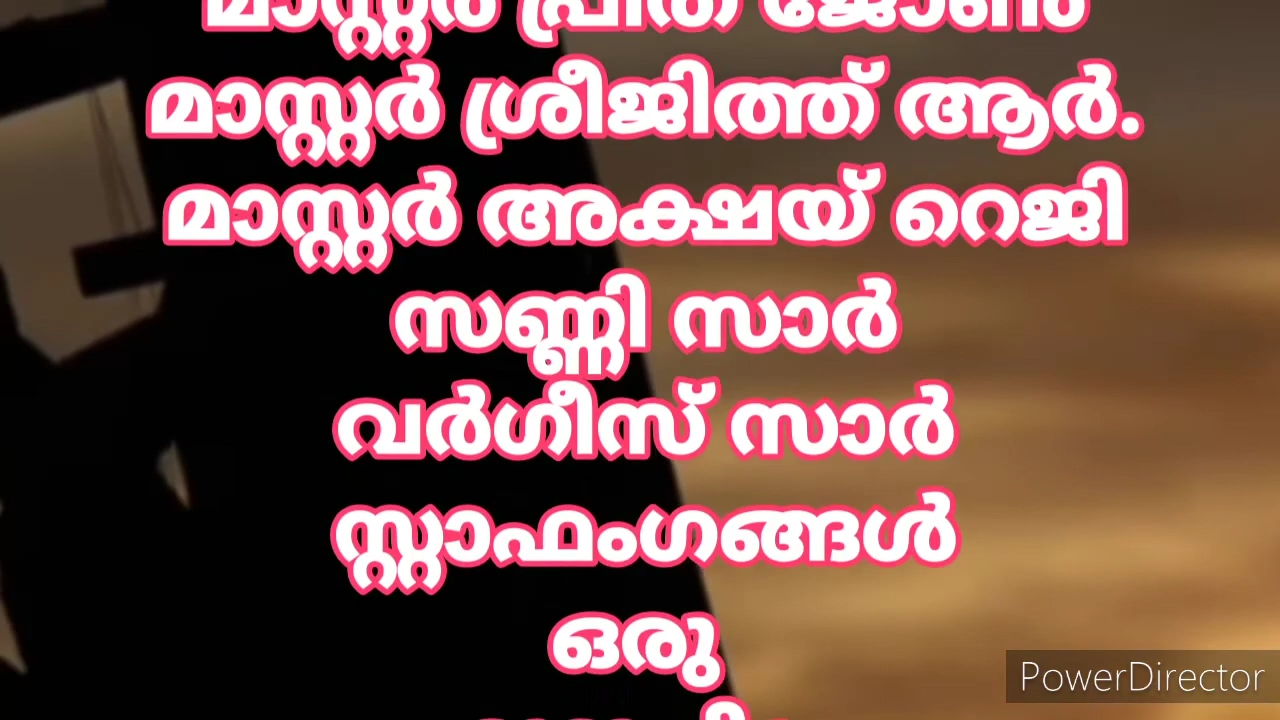 മാസ്റ്റർ ശ്രീജിത്ത് ആർ.
മാസ്റ്റർ അക്ഷയ് റെജി
സണ്ണി സാർ
വർഗീസ് സാർ
സ്റ്റാഫംഗങ്ങൾ
ഒരു
PowerDirector